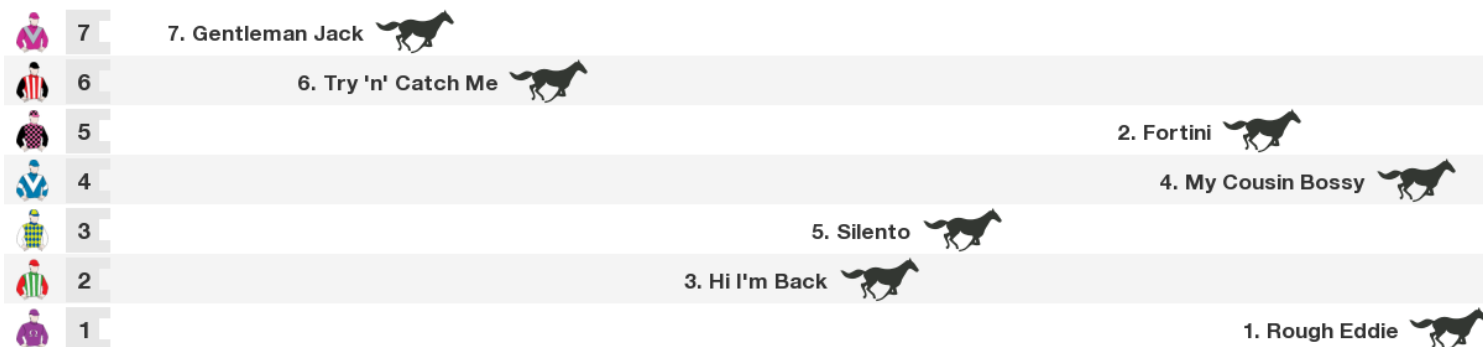 7 7. Gentleman Jack
6 6. Try 'n' Catch Me
5 2. Fortini
4 4. My Cousin Bossy
3 5. Silento
2 3. Hi I'm Back
1 1. Rough Eddie